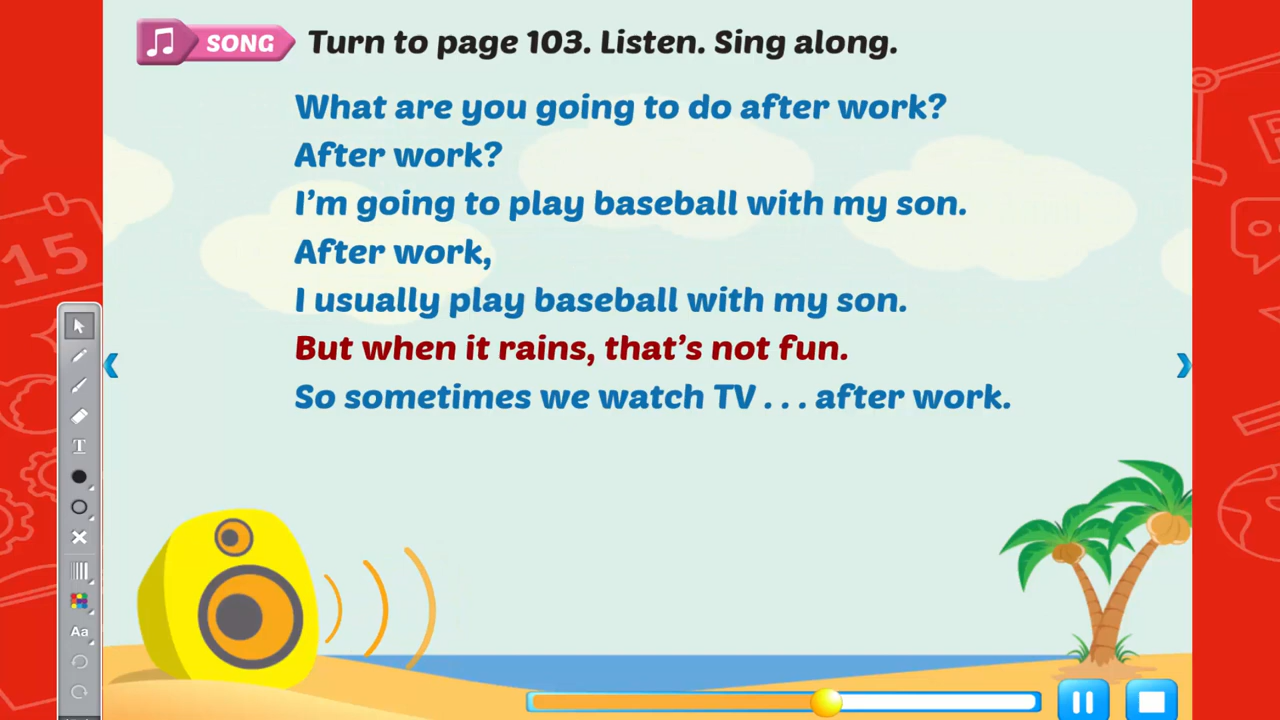 SONG Turn to page 103. Listen. Sing along.
What are you going to do after work?
After work?
I'm going to play baseball with my son.
After work,
I usually play baseball with my son.
But when it rains, that's not fun.
So sometimes we watch TV . . . after work.
15
T
Aa